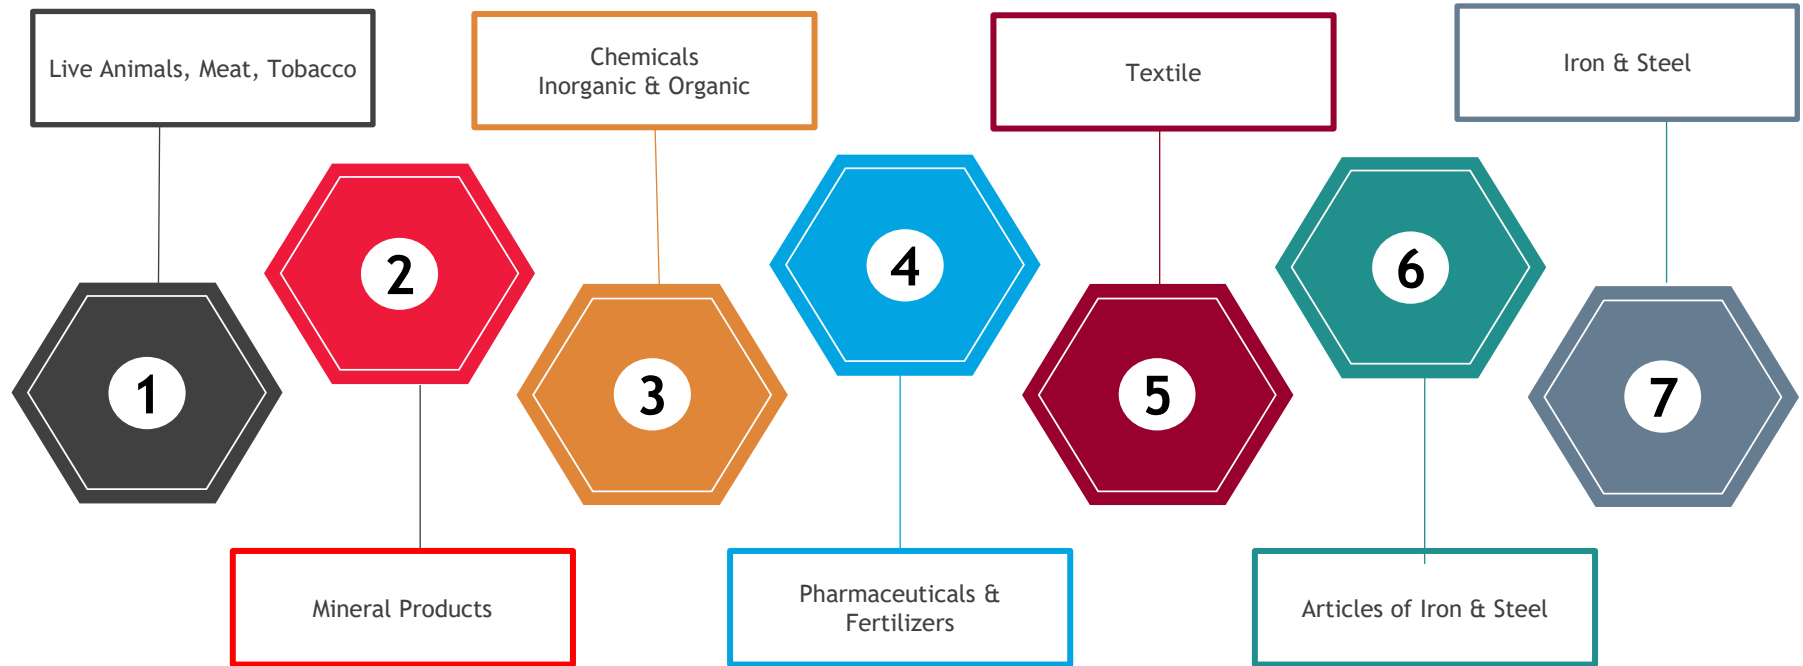 Live Animals, Meat, Tobacco
Chemicals
Inorganic & Organic
Textile
Iron & Steel
1
2
3
4
5
6
7
Mineral Products
Pharmaceuticals &
Fertilizers
Articles of Iron & Steel